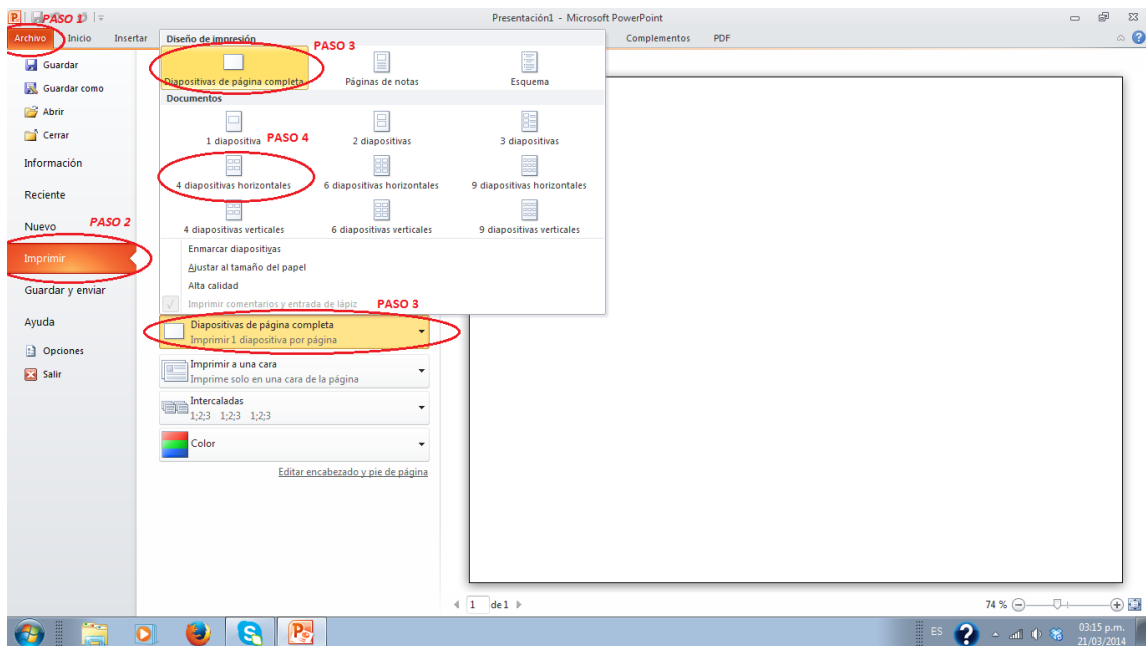 PASO 1
Presentación1 - Microsoft PowerPoint
Archivo Inicio Insertar Complementos PDF
Guardar
Guardar como
Abrir
Cerrar
Información
Reciente
Nuevo
PASO 2
Imprimir
Guardar y enviar
Ayuda
Opciones
Salir
Diseño de impresión
PASO 3
Diapositivas de página completa Páginas de notas Esquema
Documentos
1 diapositiva 2 diapositivas 3 diapositivas
PASO 4
4 diapositivas horizontales 6 diapositivas horizontales 9 diapositivas horizontales
4 diapositivas verticales 6 diapositivas verticales 9 diapositivas verticales
Enmarcar diapositivas
Ajustar al tamaño del papel
Alta calidad
Imprimir comentarios y entrada de lápiz
PASO 3
Diapositivas de página completa
Imprimir 1 diapositiva por página
Imprimir a una cara
Imprime solo en una cara de la página
Intercaladas
1;2;3 1;2;3 1;2;3
Color
Editar encabezado y pie de página
1 de 1
74 %
ES
03:15 p.m.
21/03/2014